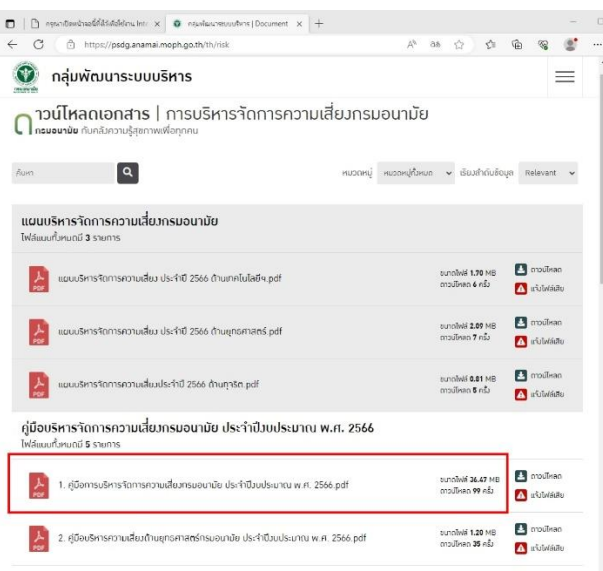 กลุ่มพัฒนาระบบบริหาร | Document
https://psdg.anamai.moph.go.th/th/risk
กลุ่มพัฒนาระบบบริหาร
ดาวน์โหลดเอกสาร | การบริหารจัดการความเสี่ยงกรมอนามัย
กรมอนามัย กับคลังความรู้สุขภาพเพื่อทุกคน
ค้นหา
หมวดหมู่ หมวดหมู่ทั้งหมด เรียงลำดับข้อมูล Relevant
แผนบริหารจัดการความเสี่ยงกรมอนามัย
ไฟล์แนบทั้งหมดมี 3 รายการ
PDF
แผนบริหารจัดการความเสี่ยง ประจำปี 2566 ด้านเทคโนโลยีฯ.pdf
ขนาดไฟล์ 1.70 MB
ดาวน์โหลด 6 ครั้ง
ดาวน์โหลด
แจ้งไฟล์เสีย
PDF
แผนบริหารจัดการความเสี่ยง ประจำปี 2566 ด้านยุทธศาสตร์.pdf
ขนาดไฟล์ 2.09 MB
ดาวน์โหลด 7 ครั้ง
ดาวน์โหลด
แจ้งไฟล์เสีย
PDF
แผนบริหารจัดการความเสี่ยงประจำปี 2566 ด้านทุจริต.pdf
ขนาดไฟล์ 0.81 MB
ดาวน์โหลด 5 ครั้ง
ดาวน์โหลด
แจ้งไฟล์เสีย
คู่มือบริหารจัดการความเสี่ยงกรมอนามัย ประจำปีงบประมาณ พ.ศ. 2566
ไฟล์แนบทั้งหมดมี 5 รายการ
PDF
1. คู่มือการบริหารจัดการความเสี่ยงกรมอนามัย ประจำปีงบประมาณ พ.ศ. 2566.pdf
ขนาดไฟล์ 36.47 MB
ดาวน์โหลด 99 ครั้ง
ดาวน์โหลด
แจ้งไฟล์เสีย
PDF
2. คู่มือบริหารความเสี่ยงด้านยุทธศาสตร์กรมอนามัย ประจำปีงบประมาณ พ.ศ. 2566.pdf
ขนาดไฟล์ 1.20 MB
ดาวน์โหลด 35 ครั้ง
ดาวน์โหลด
แจ้งไฟล์เสีย